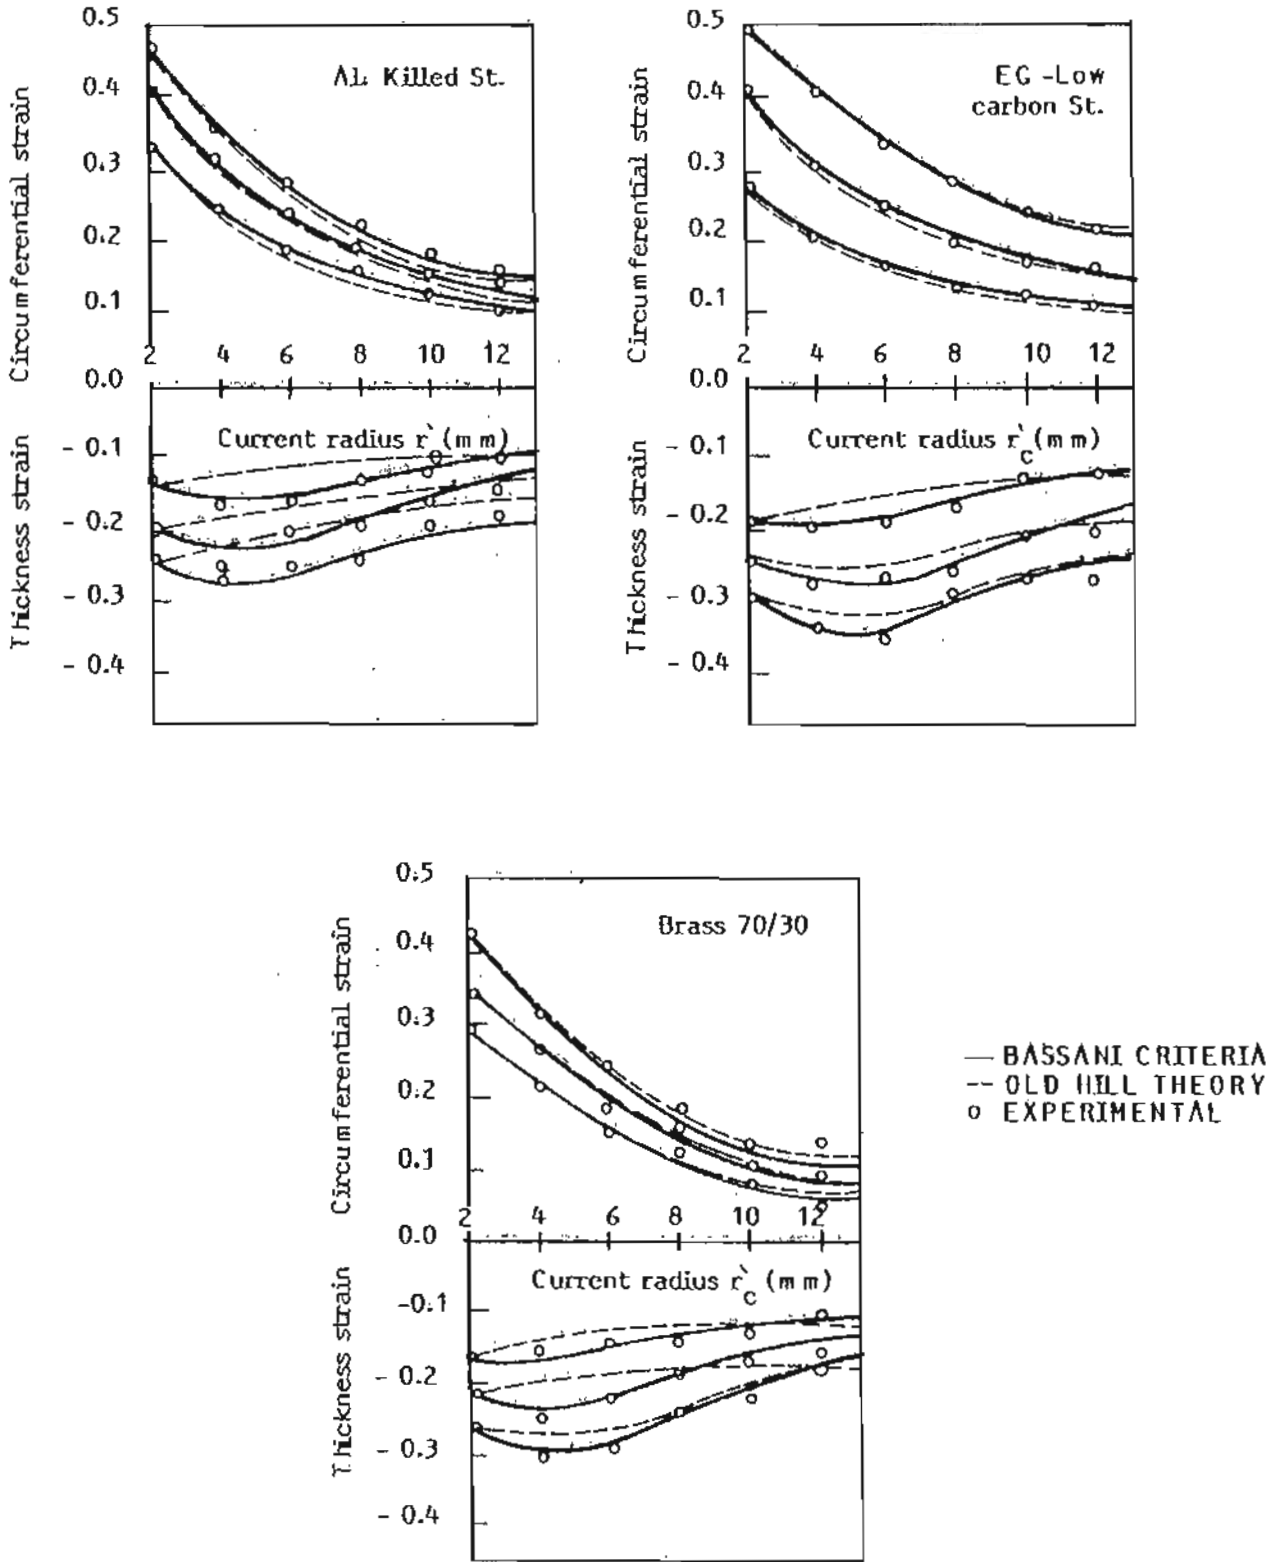 0.5
0.4
0.3
0.2
0.1
0.0
- 0.1
- 0.2
- 0.3
- 0.4
Circumferential strain
Thickness strain
AL Killed St.
2 4 6 8 10 12
Current radius r` (mm)
0.5
0.4
0.3
0.2
0.1
0.0
- 0.1
- 0.2
- 0.3
- 0.4
Circumferential strain
Thickness strain
EG -Low
carbon St.
2 4 6 8 10 12
Current radius r`c (mm)
0.5
0.4
0.3
0.2
0.1
0.0
-0.1
- 0.2
- 0.3
- 0.4
Circumferential strain
Thickness strain
Brass 70/30
2 4 6 8 10 12
Current radius r`c (mm)
— BASSANI CRITERIA
-- OLD HILL THEORY
o EXPERIMENTAL